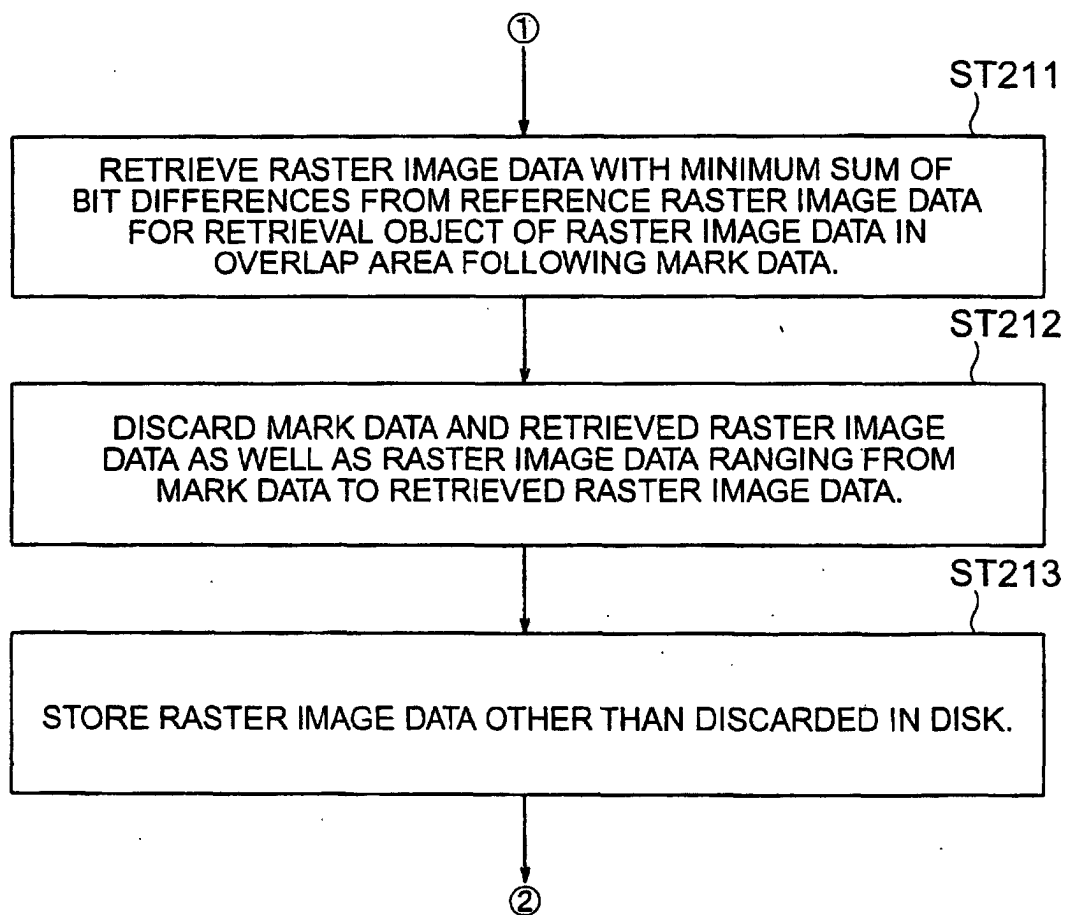 ①
ST211
RETRIEVE RASTER IMAGE DATA WITH MINIMUM SUM OF
BIT DIFFERENCES FROM REFERENCE RASTER IMAGE DATA
FOR RETRIEVAL OBJECT OF RASTER IMAGE DATA IN
OVERLAP AREA FOLLOWING MARK DATA.
ST212
DISCARD MARK DATA AND RETRIEVED RASTER IMAGE
DATA AS WELL AS RASTER IMAGE DATA RANGING FROM
MARK DATA TO RETRIEVED RASTER IMAGE DATA.
ST213
STORE RASTER IMAGE DATA OTHER THAN DISCARDED IN DISK.
②